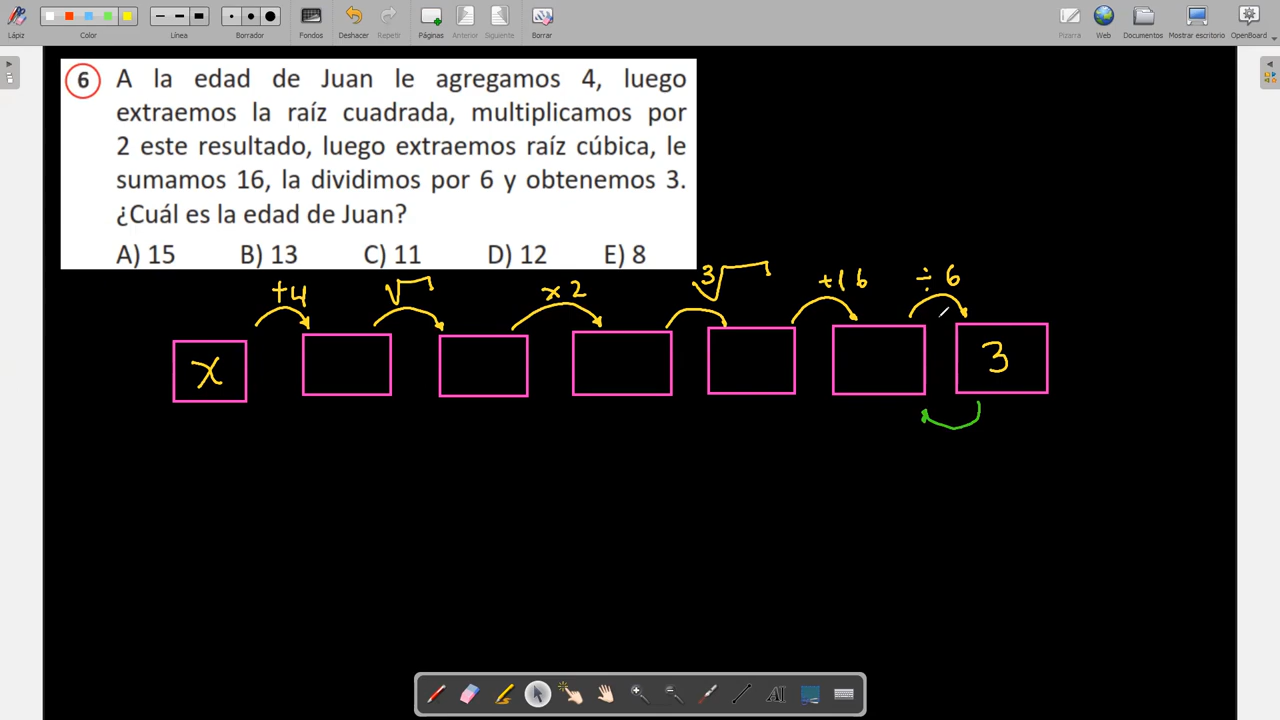 Lápiz Color Línea Borrador Fondos Deshacer Repetir Páginas Anterior Siguiente Borrar Pizarra Web Documentos Mostrar escritorio OpenBoard
6 A la edad de Juan le agregamos 4, luego
extraemos la raíz cuadrada, multiplicamos por
2 este resultado, luego extraemos raíz cúbica, le
sumamos 16, la dividimos por 6 y obtenemos 3.
¿Cuál es la edad de Juan?
A) 15 B) 13 C) 11 D) 12 E) 8
+4 √ x2 ∛ +16 ÷6
x 3
AI